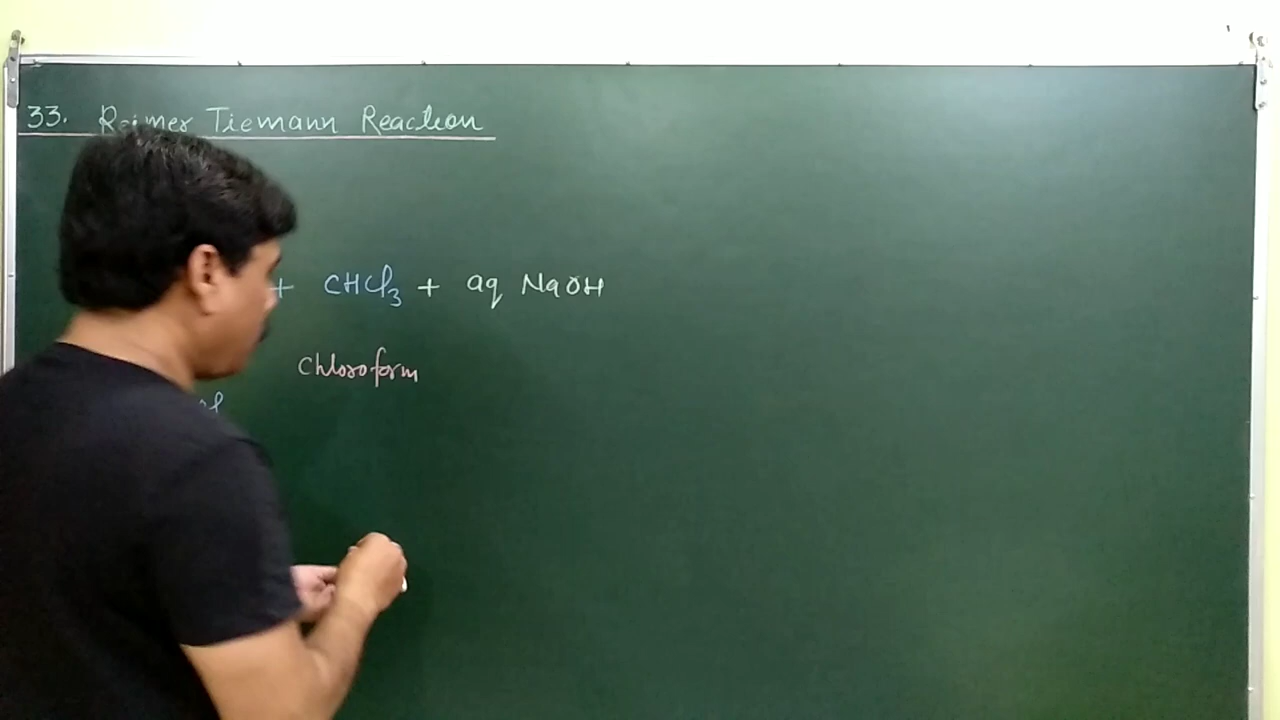 33. Reimer Tiemann Reaction
+ CHCl3 + aq NaOH
Chloroform